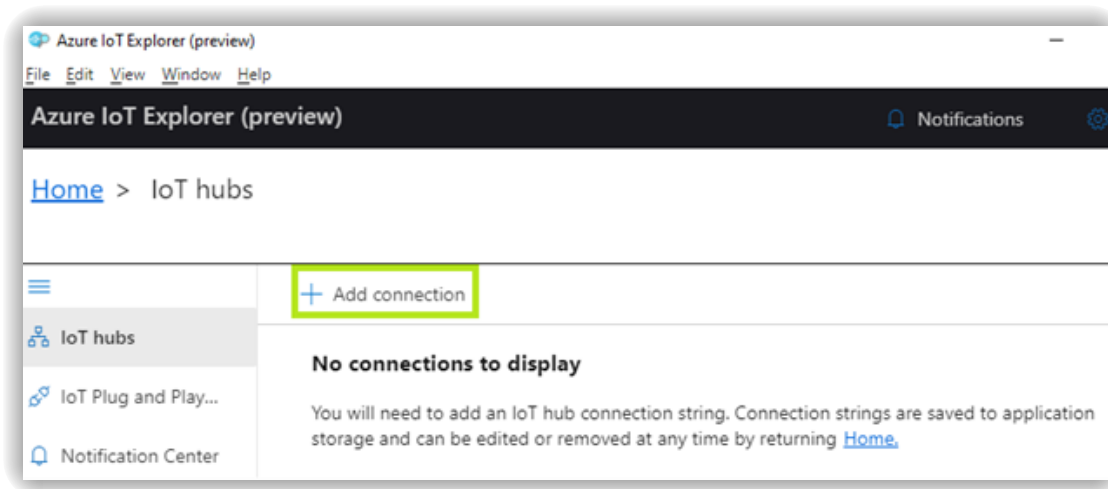 Azure IoT Explorer (preview)
File Edit View Window Help
Azure IoT Explorer (preview) Notifications
Home > IoT hubs
+ Add connection
IoT hubs
No connections to display
IoT Plug and Play...
You will need to add an IoT hub connection string. Connection strings are saved to application
storage and can be edited or removed at any time by returning Home.
Notification Center